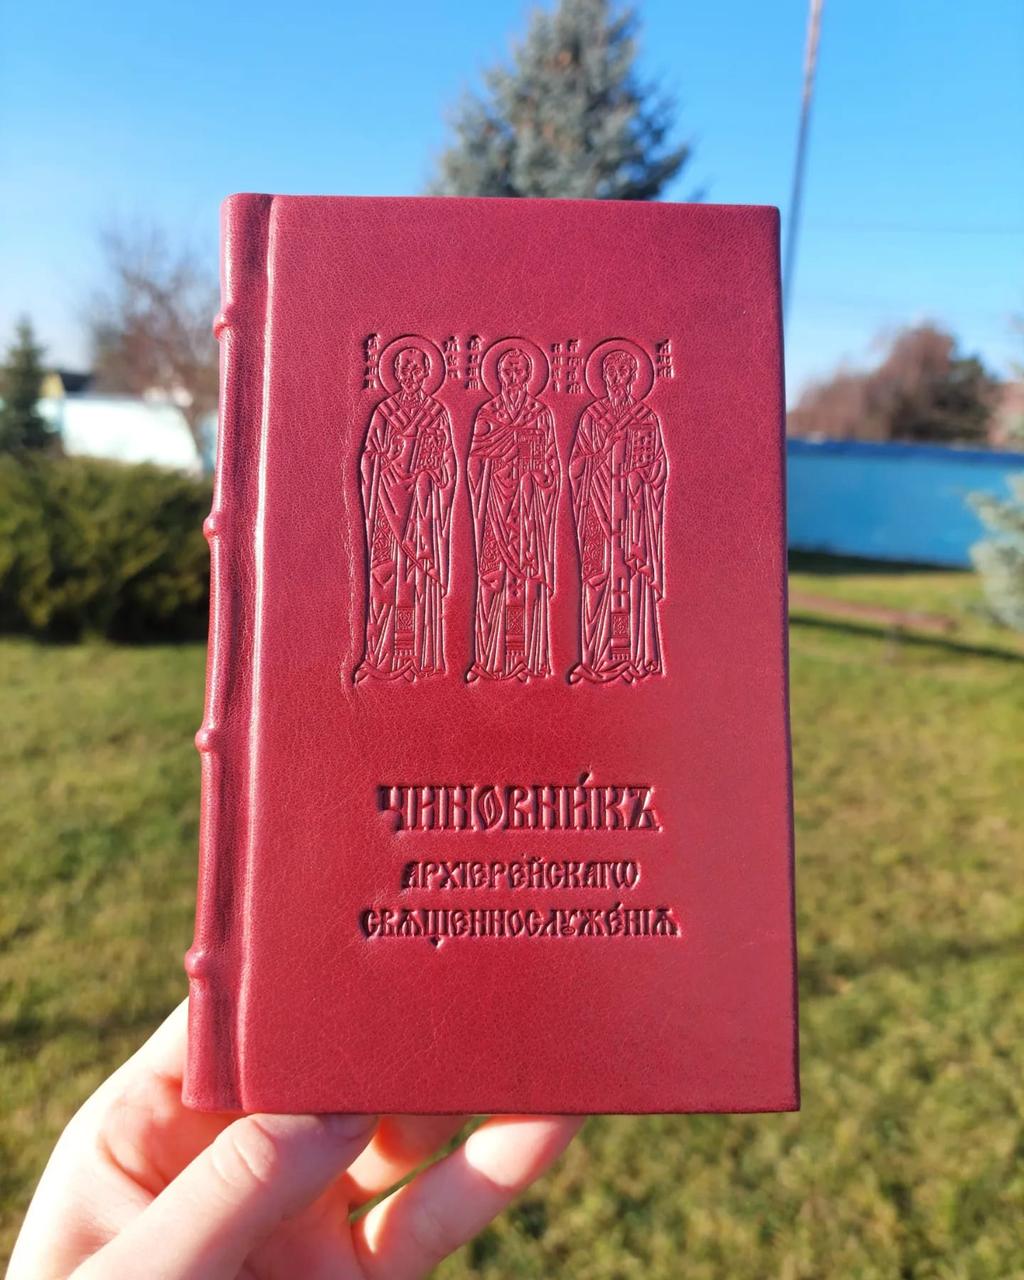 Чиновни́къ
Архїере́йскагѡ
свѧщеннослꙋже́нїѧ